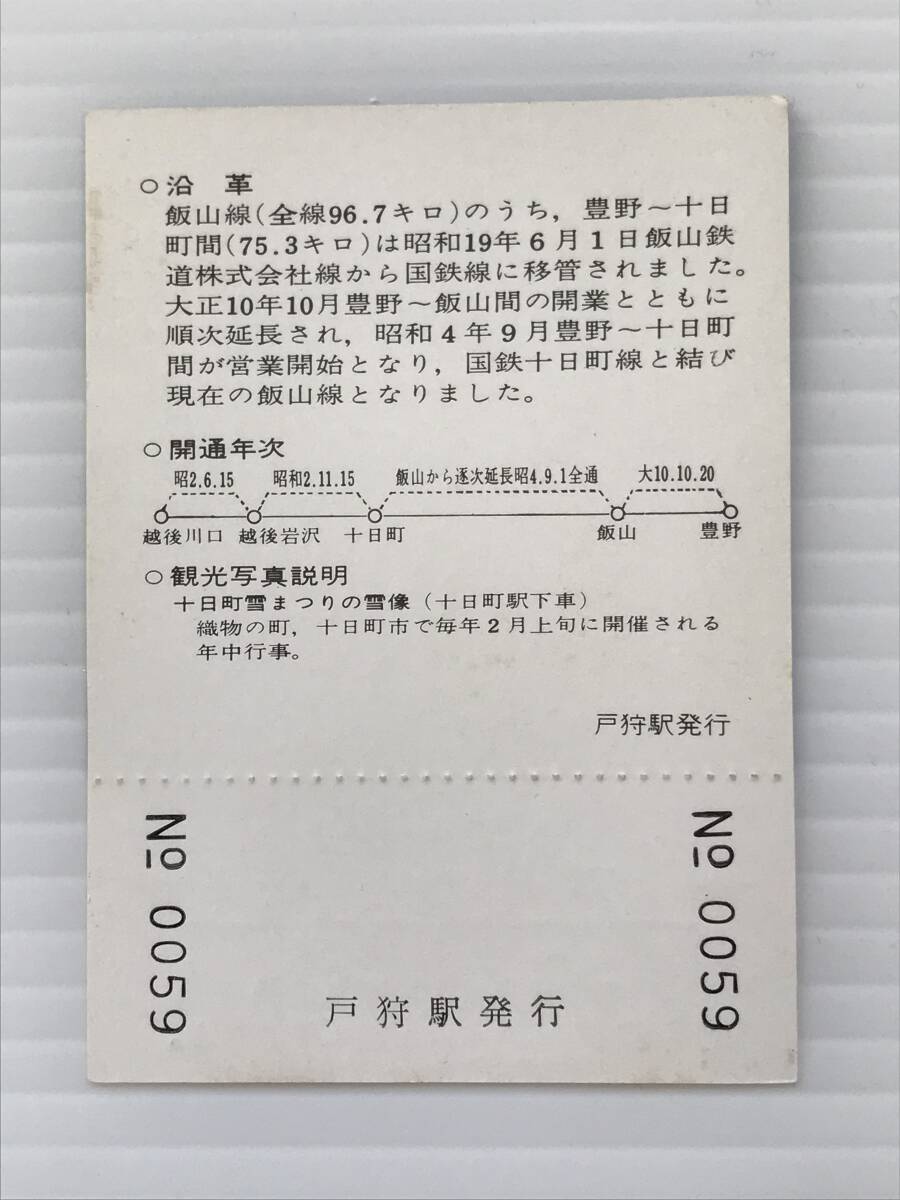 ○沿 革
飯山線(全線96.7キロ)のうち，豊野～十日
町間(75.3キロ)は昭和19年6月1日飯山鉄
道株式会社線から国鉄線に移管されました。
大正10年10月豊野～飯山間の開業とともに
順次延長され，昭和4年9月豊野～十日町
間が営業開始となり，国鉄十日町線と結び
現在の飯山線となりました。
○開通年次
昭2.6.15 昭和2.11.15 飯山から逐次延長昭4.9.1全通 大10.10.20
越後川口 越後岩沢 十日町 飯山 豊野
○観光写真説明
十日町雪まつりの雪像（十日町駅下車）
織物の町，十日町市で毎年2月上旬に開催される
年中行事。
戸狩駅発行
№ 0059
№ 0059
戸狩駅発行